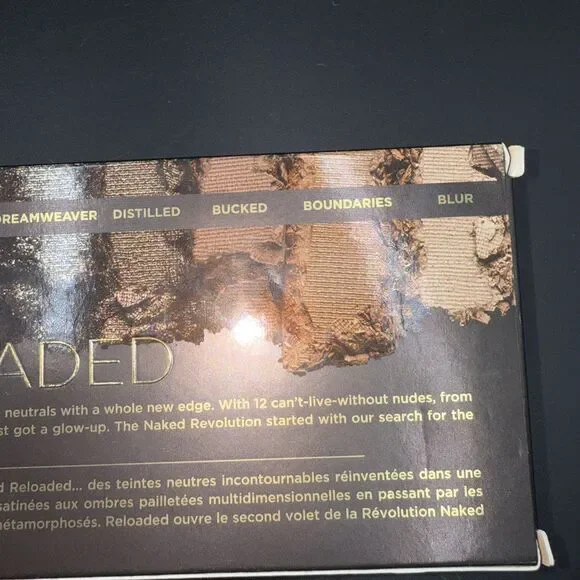 DREAMWEAVER DISTILLED BUCKED BOUNDARIES BLUR
ADED
neutrals with a whole new edge. With 12 can't-live-without nudes, from
st got a glow-up. The Naked Revolution started with our search for the
d Reloaded... des teintes neutres incontournables réinventées dans une
satinées aux ombres pailletées multidimensionnelles en passant par les
métamorphosés. Reloaded ouvre le second volet de la Révolution Naked